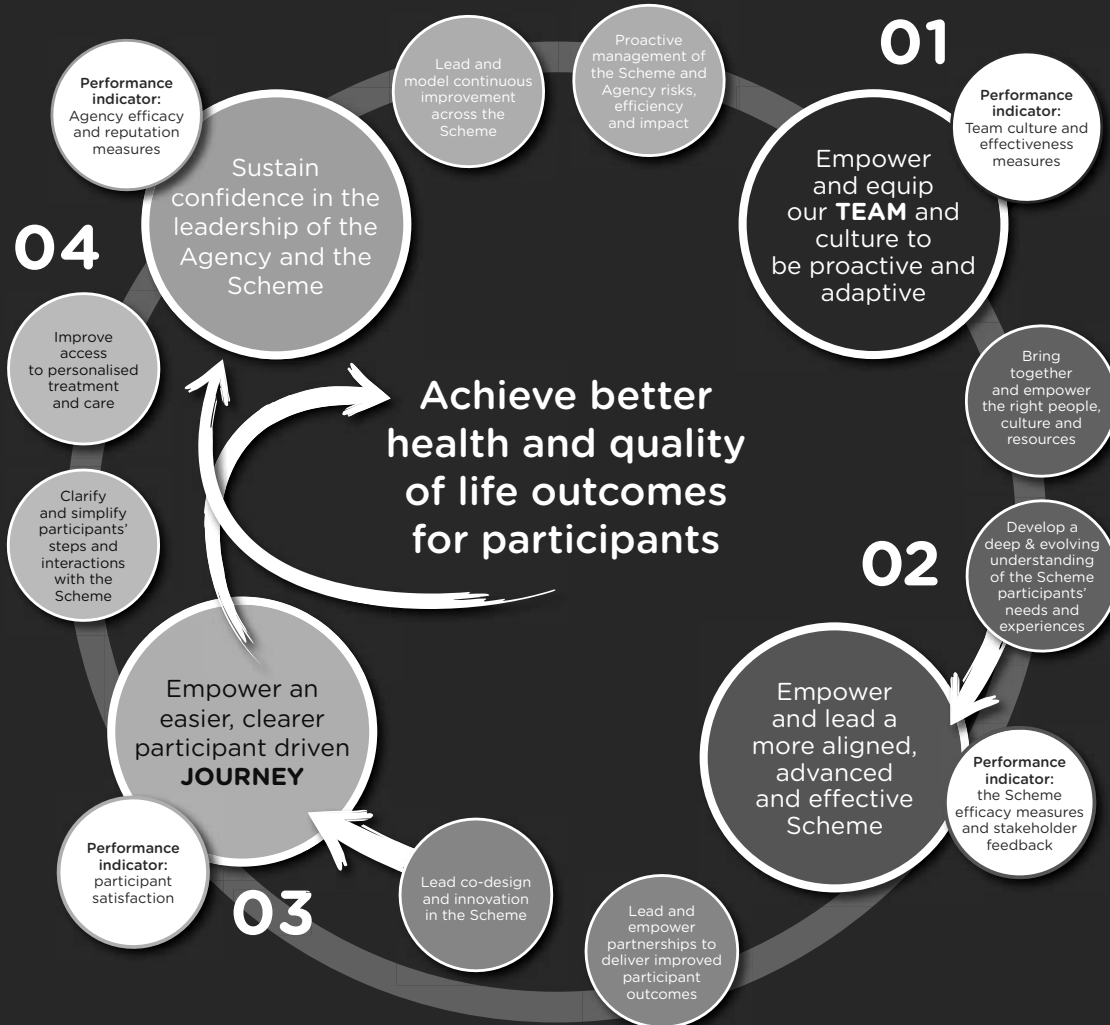 01
Performance
indicator:
Team culture and
effectiveness
measures
Empower
and equip
our TEAM and
culture to
be proactive and
adaptive
Bring
together
and empower
the right people,
culture and
resources
Develop a
deep & evolving
understanding
of the Scheme
participants'
needs and
experiences
02
Empower
and lead a
more aligned,
advanced
and effective
Scheme
Performance
indicator:
the Scheme
efficacy measures
and stakeholder
feedback
Lead and
empower
partnerships to
deliver improved
participant
outcomes
Lead co-design
and innovation
in the Scheme
03
Empower an
easier, clearer
participant driven
JOURNEY
Performance
indicator:
participant
satisfaction
Clarify
and simplify
participants'
steps and
interactions
with the
Scheme
Improve
access
to personalised
treatment
and care
04
Sustain
confidence in the
leadership of the
Agency and the
Scheme
Performance
indicator:
Agency efficacy
and reputation
measures
Lead and
model continuous
improvement
across the
Scheme
Proactive
management of
the Scheme and
Agency risks,
efficiency
and impact
Achieve better
health and quality
of life outcomes
for participants